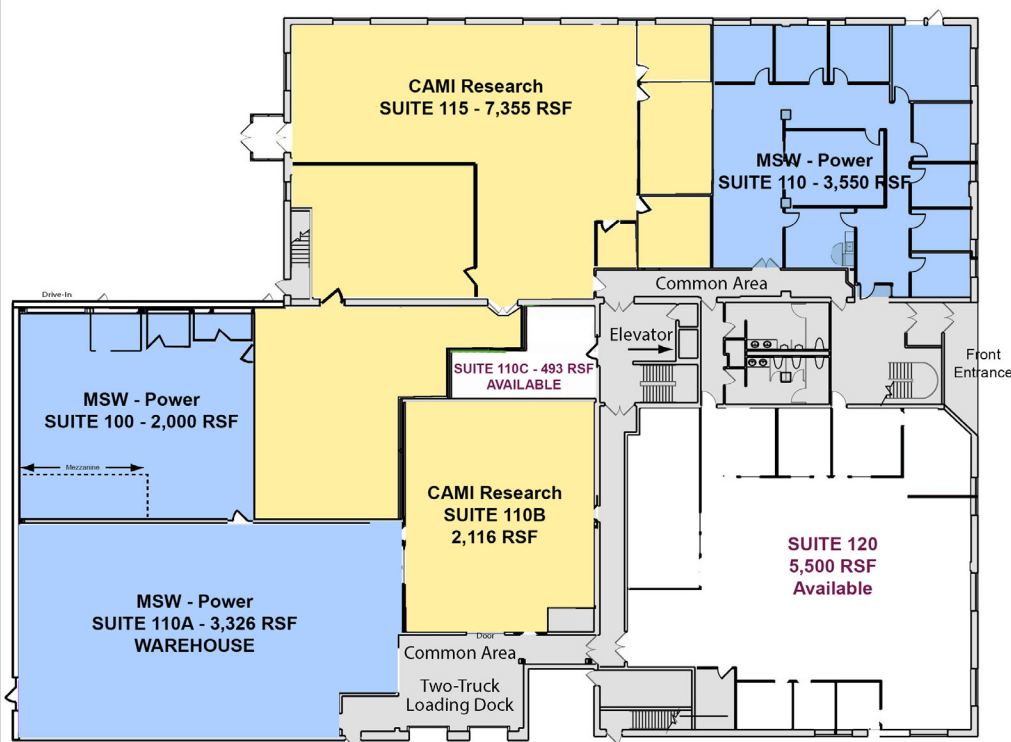 CAMI Research
SUITE 115 - 7,355 RSF
MSW - Power
SUITE 110 - 3,550 RSF
Common Area
Drive-In
Elevator
Front
Entrance
SUITE 110C - 493 RSF
AVAILABLE
MSW - Power
SUITE 100 - 2,000 RSF
Mezzanine
CAMI Research
SUITE 110B
2,116 RSF
SUITE 120
5,500 RSF
Available
MSW - Power
SUITE 110A - 3,326 RSF
WAREHOUSE
Door
Common Area
Two-Truck
Loading Dock